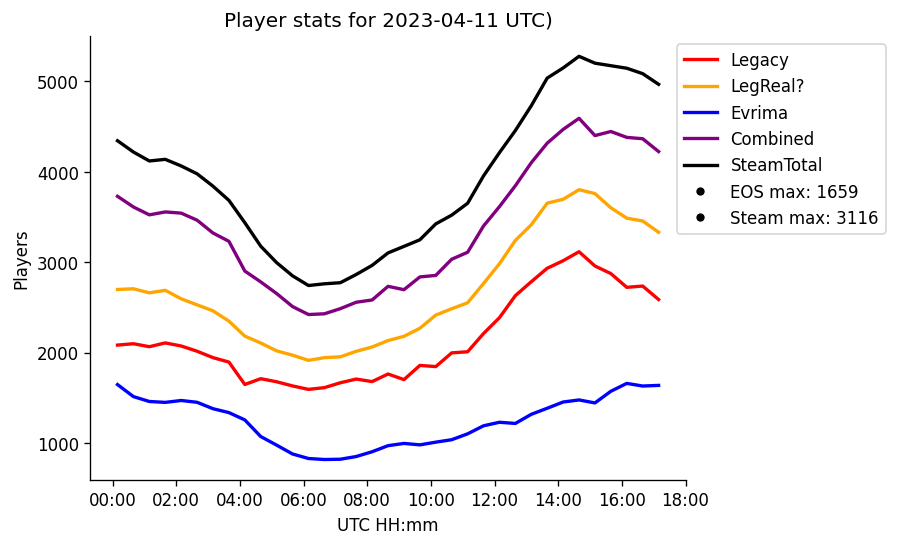 Player stats for 2023-04-11 UTC)
Legacy
LegReal?
Evrima
Combined
SteamTotal
EOS max: 1659
Steam max: 3116
Players
5000
4000
3000
2000
1000
00:00 02:00 04:00 06:00 08:00 10:00 12:00 14:00 16:00 18:00
UTC HH:mm